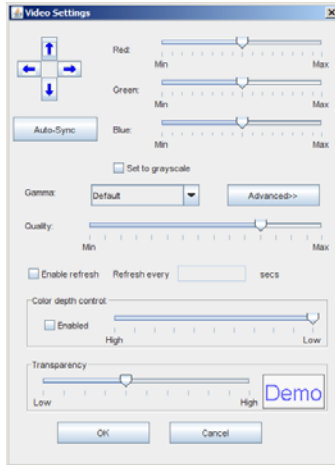 Video Settings
Red:
Min Max
Green:
Min Max
Auto-Sync
Blue:
Min Max
Set to grayscale
Gamma: Default Advanced>>
Quality:
Min Max
Enable refresh Refresh every secs
Color depth control:
Enabled
High Low
Transparency
Low High
Demo
OK Cancel